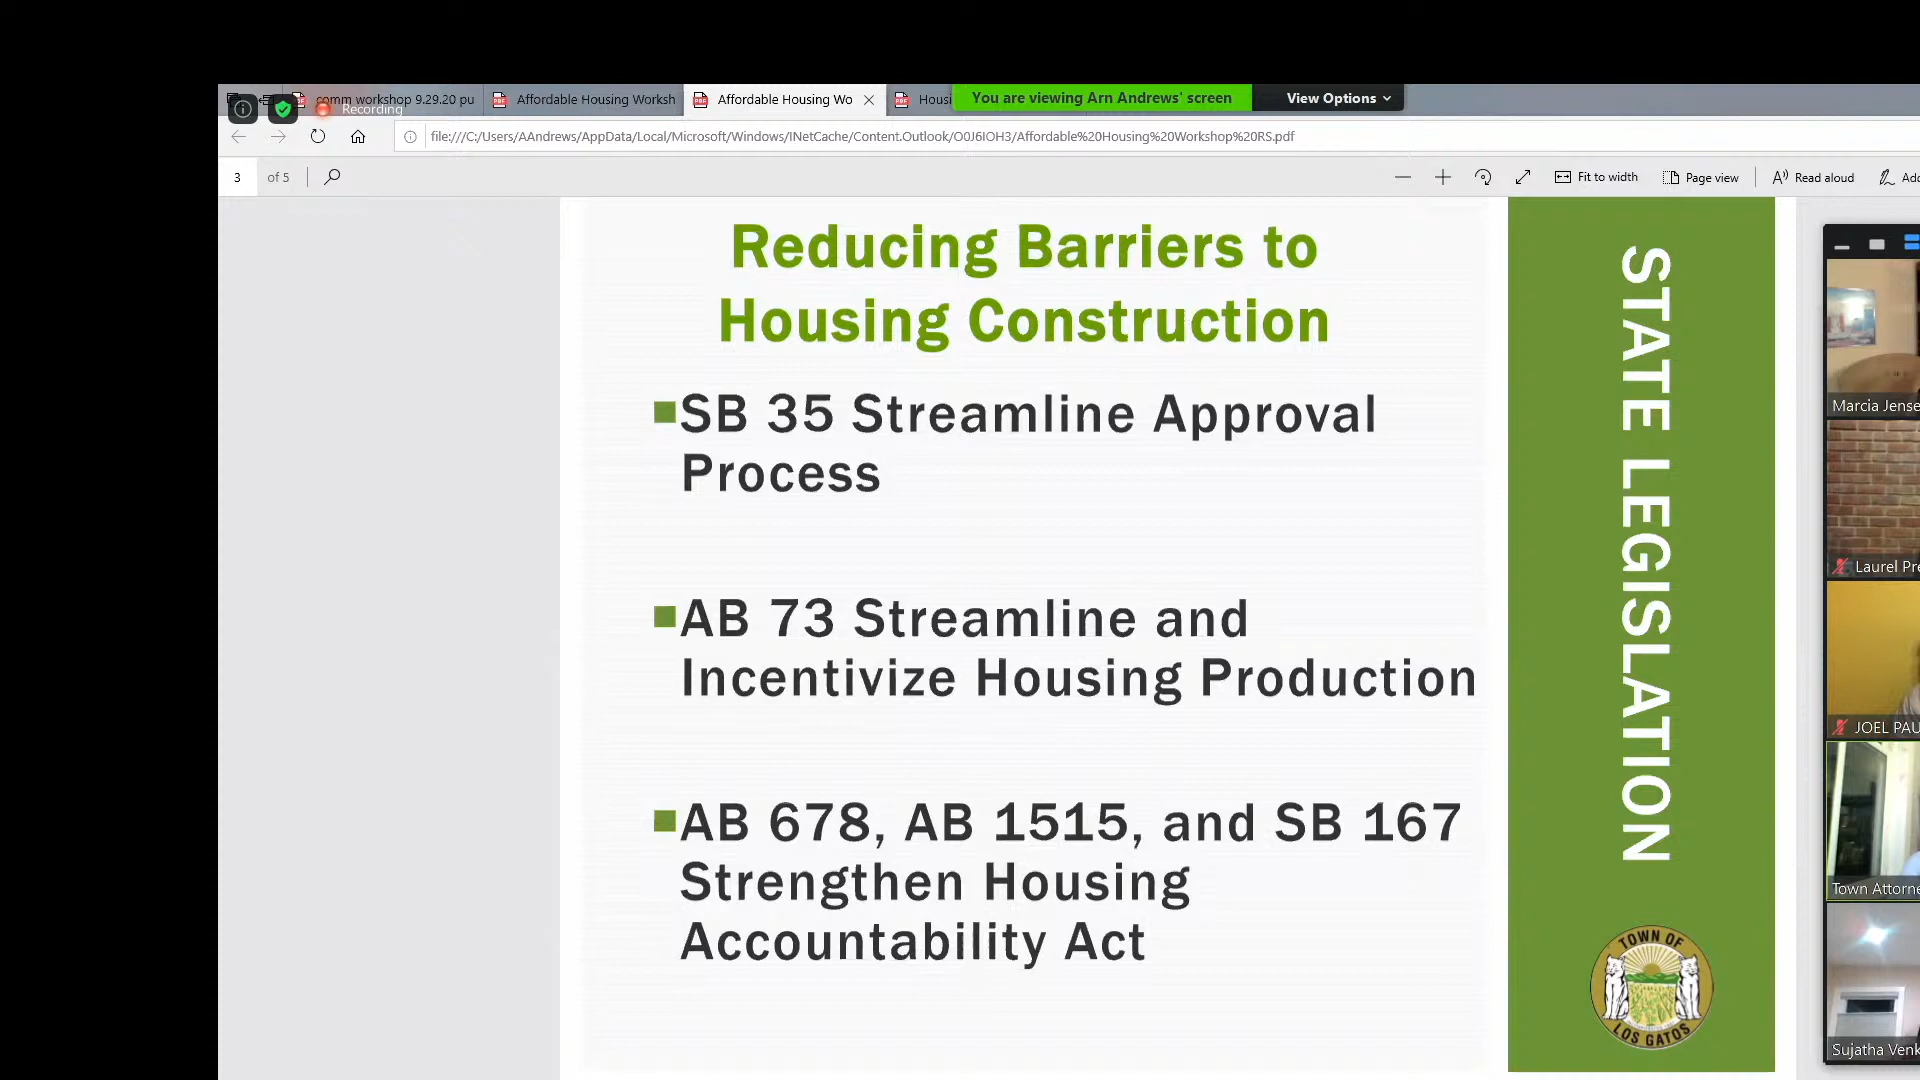 comm workshop 9.29.20 pu
Affordable Housing Worksh
Affordable Housing Wo
Housi
You are viewing Arn Andrews' screen
View Options
Recording
file:///C:/Users/AAndrews/AppData/Local/Microsoft/Windows/INetCache/Content.Outlook/O0J6IOH3/Affordable%20Housing%20Workshop%20RS.pdf
3 of 5
Fit to width
Page view
Read aloud
Add
Reducing Barriers to
Housing Construction
SB 35 Streamline Approval
Process
AB 73 Streamline and
Incentivize Housing Production
AB 678, AB 1515, and SB 167
Strengthen Housing
Accountability Act
STATE LEGISLATION
TOWN OF
LOS GATOS
Marcia Jense
Laurel Pre
JOEL PAU
Town Attorne
Sujatha Venk